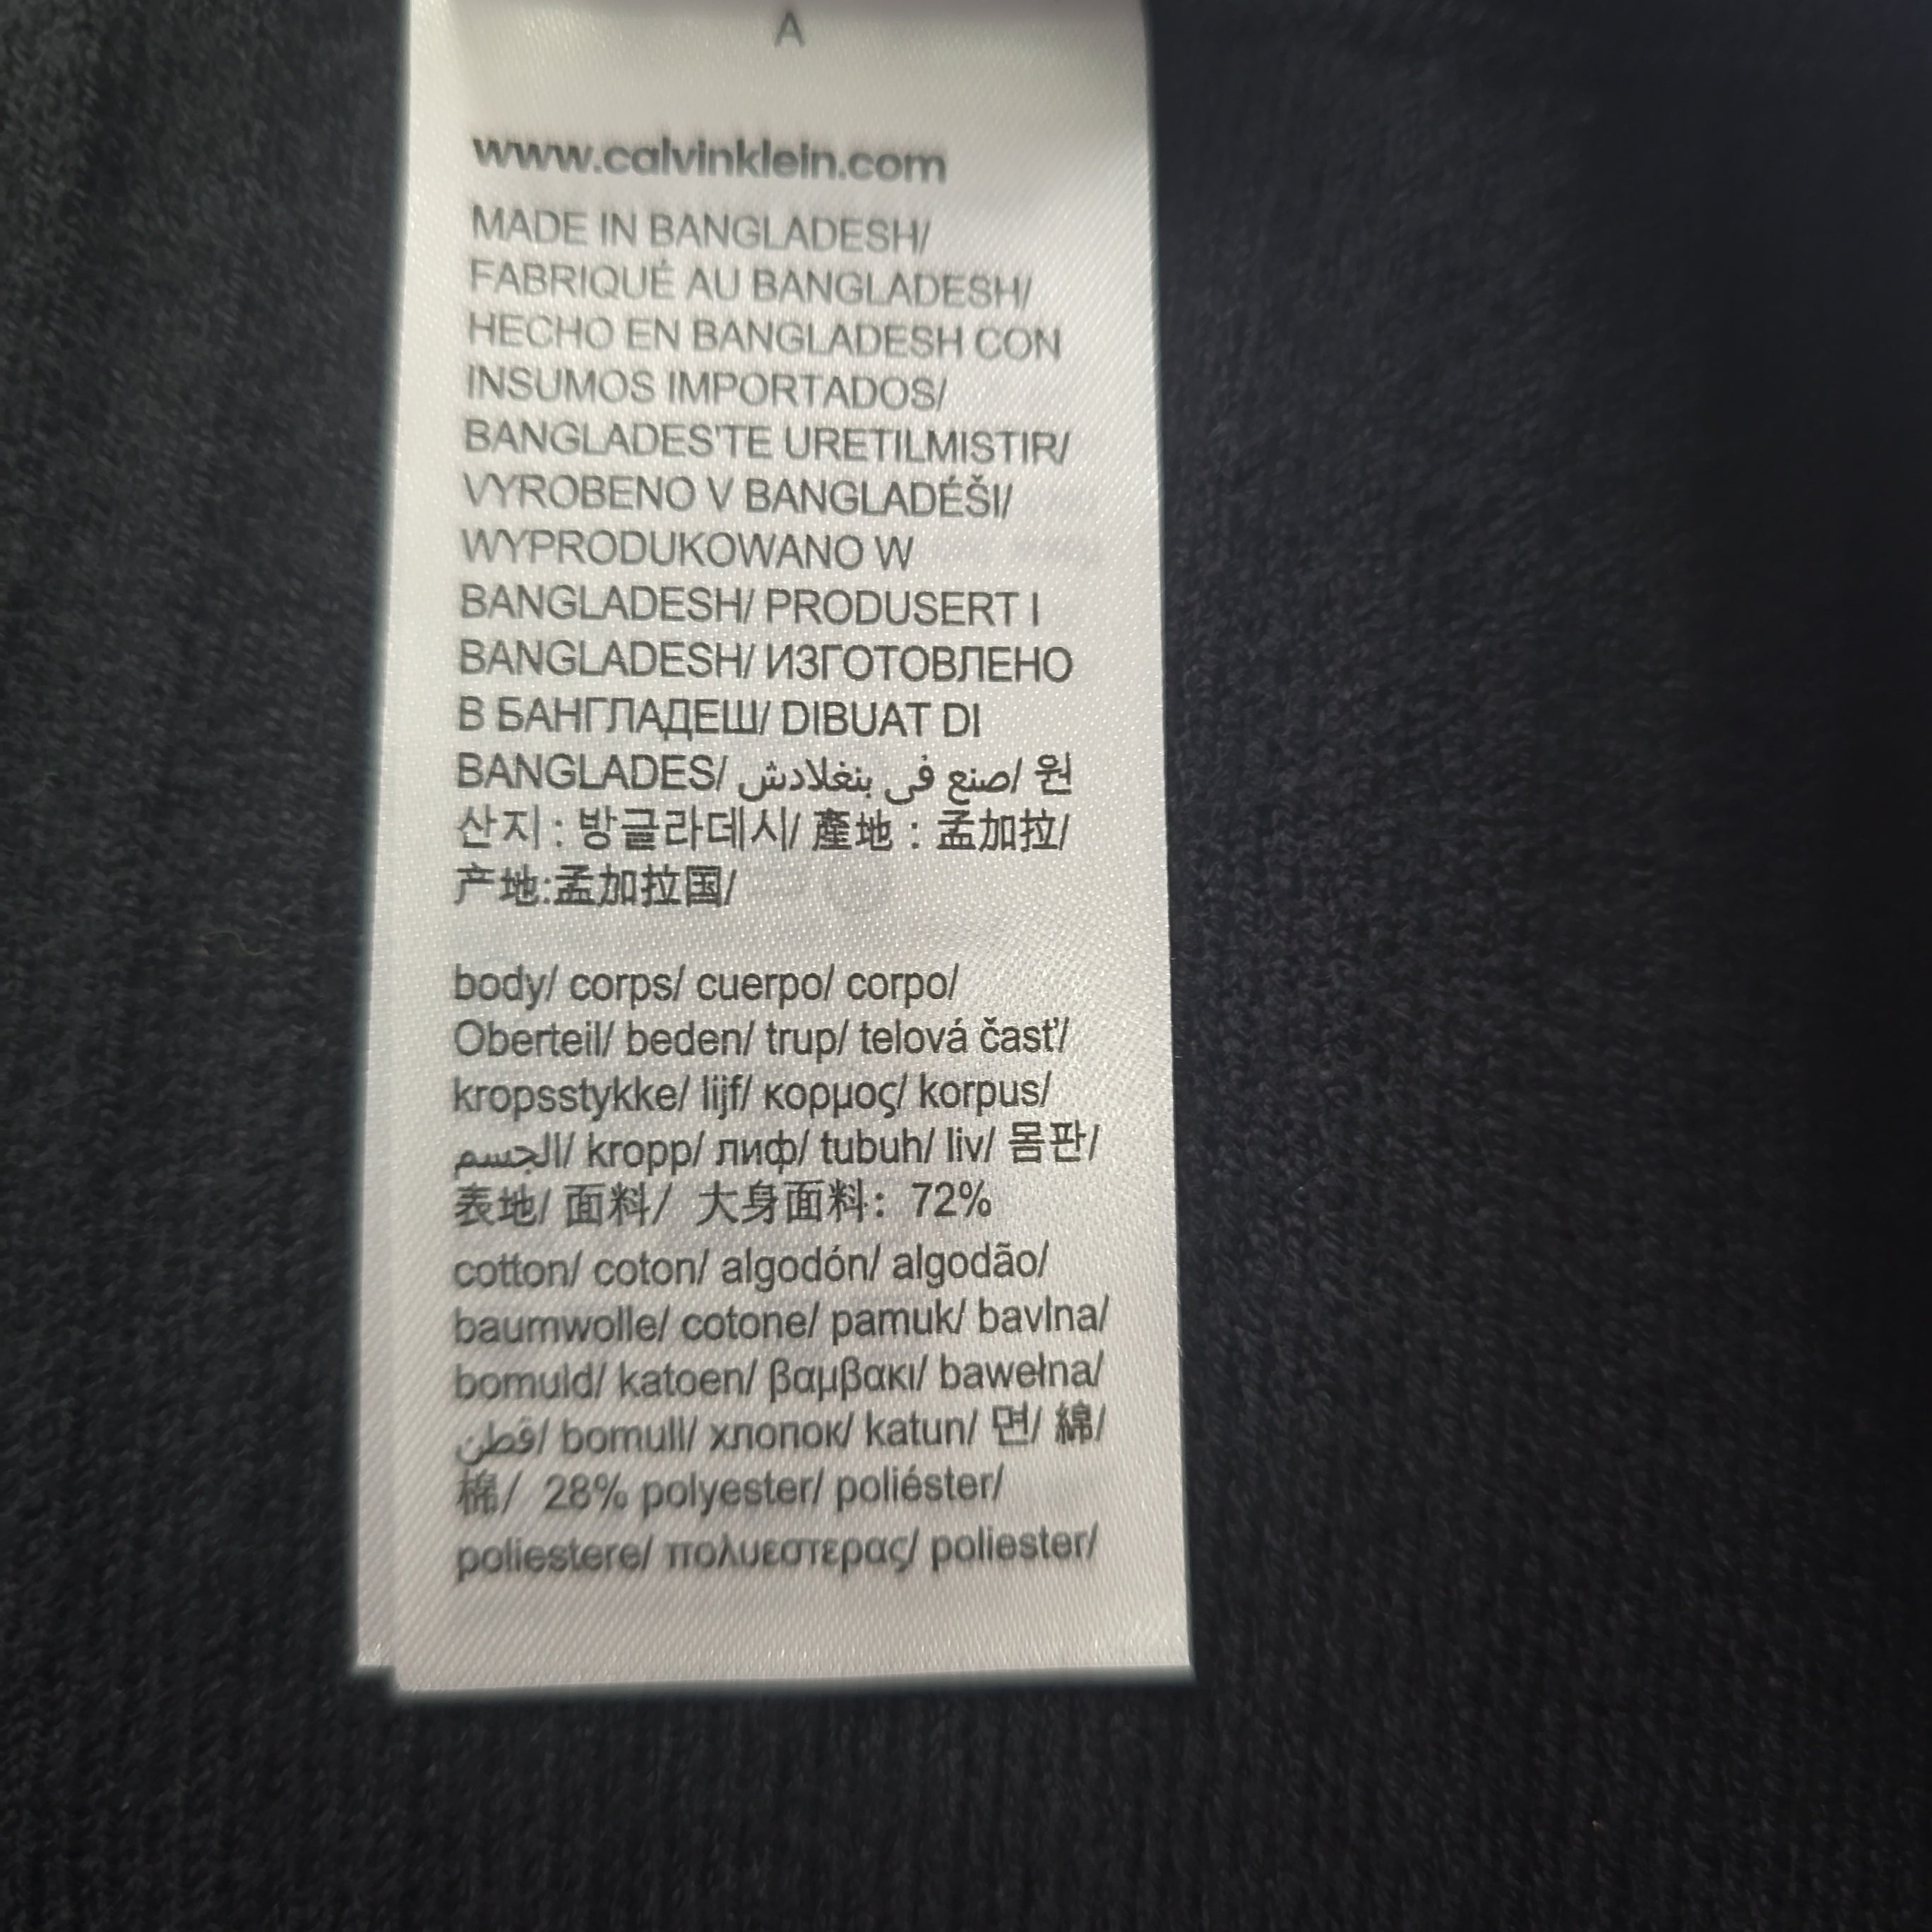 A
www.calvinklein.com
MADE IN BANGLADESH/
FABRIQUÉ AU BANGLADESH/
HECHO EN BANGLADESH CON
INSUMOS IMPORTADOS/
BANGLADES'TE URETILMISTIR/
VYROBENO V BANGLADÉŠI/
WYPRODUKOWANO W
BANGLADESH/ PRODUSERT I
BANGLADESH/ ИЗГОТОВЛЕНО
В БАНГЛАДЕШ/ DIBUAT DI
BANGLADES/ صنع في بنغلادش/ 원
산지 : 방글라데시/ 產地 : 孟加拉/
产地:孟加拉国/
body/ corps/ cuerpo/ corpo/
Oberteil/ beden/ trup/ telová časť/
kropsstykke/ lijf/ κορμος/ korpus/
الجسم/ kropp/ лиф/ tubuh/ liv/ 몸판/
表地/ 面料/ 大身面料: 72%
cotton/ coton/ algodón/ algodão/
baumwolle/ cotone/ pamuk/ bavlna/
bomuld/ katoen/ βαμβακι/ bawełna/
قطن/ bomull/ хлопок/ katun/ 면/ 綿/
棉/ 28% polyester/ poliéster/
poliestere/ πολυεστερας/ poliester/